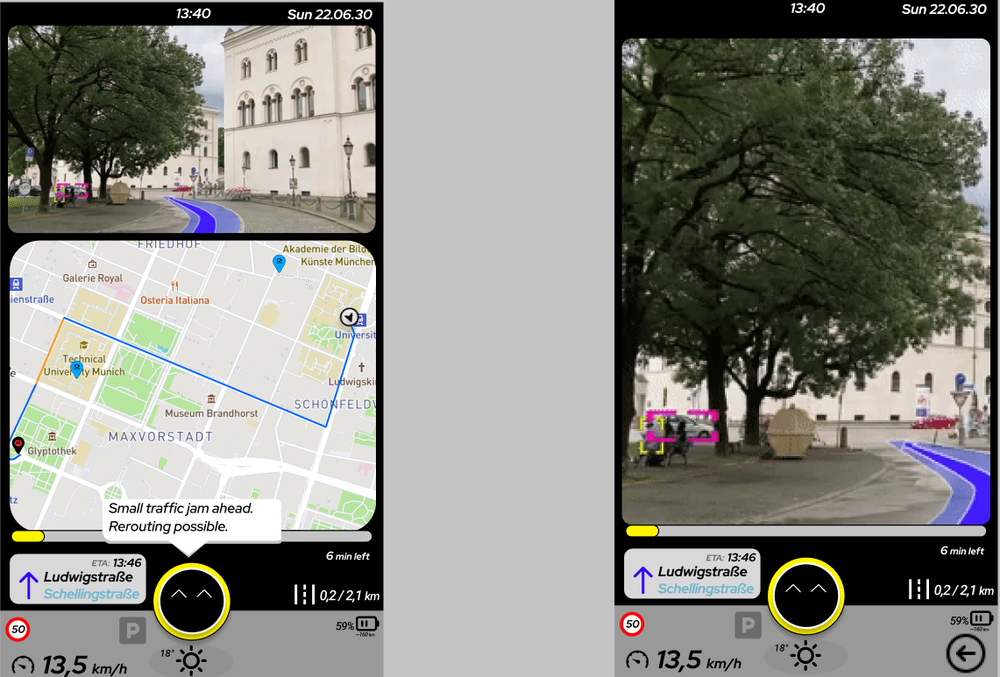 13:40
Sun 22.06.30
P
FRIEDHOF
Akademie der Bild
Künste München
Galerie Royal
ienstraße
Osteria Italiana
Universit
Technical
University Munich
Ludwigski
Museum Brandhorst
SCHÖNFELDV
MAXVORSTADT
Glyptothek
tz
Small traffic jam ahead.
Rerouting possible.
6 min left
ETA: 13:46
Ludwigstraße
Schellingstraße
0,2 / 2,1 km
50
P
59%
~160 km
18°
13,5 km/h
13:40
Sun 22.06.30
6 min left
ETA: 13:46
Ludwigstraße
Schellingstraße
0,2 / 2,1 km
50
P
59%
~160 km
18°
13,5 km/h